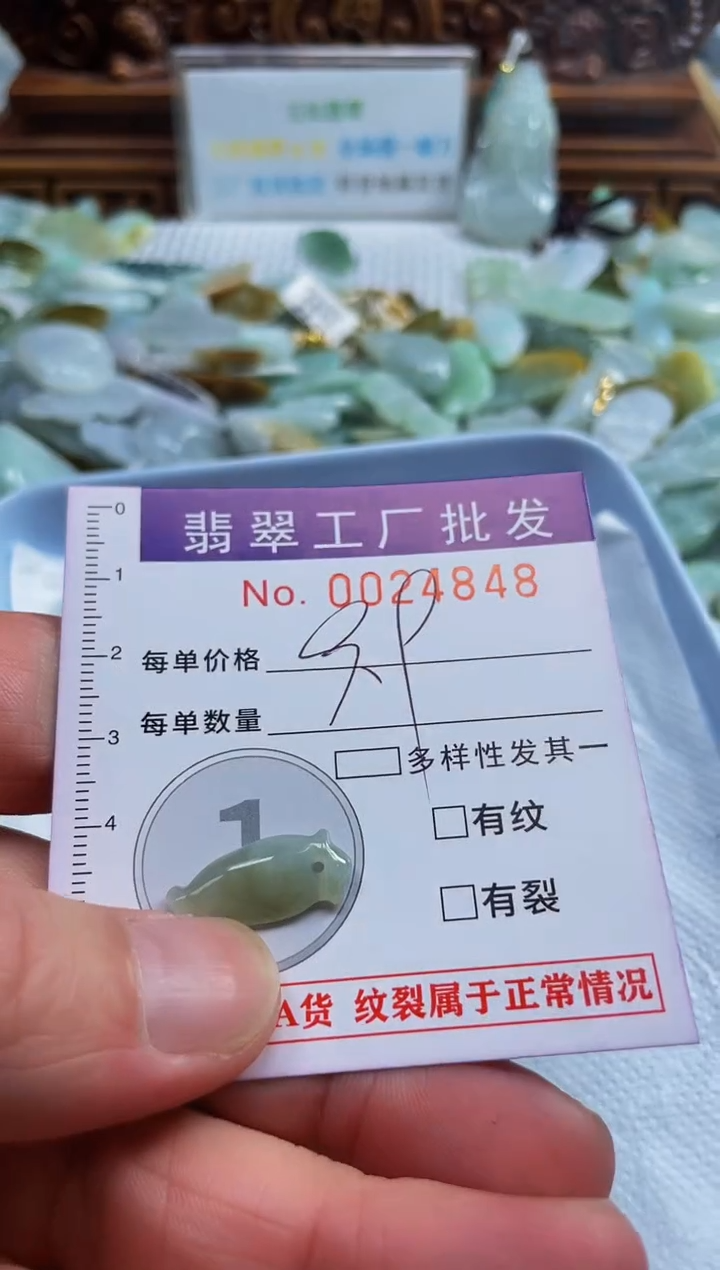 翡翠工厂批发
No. 0024848
每单价格
每单数量
多样性发其一
1
有纹
有裂
A货 纹裂属于正常情况
0
1
2
3
4